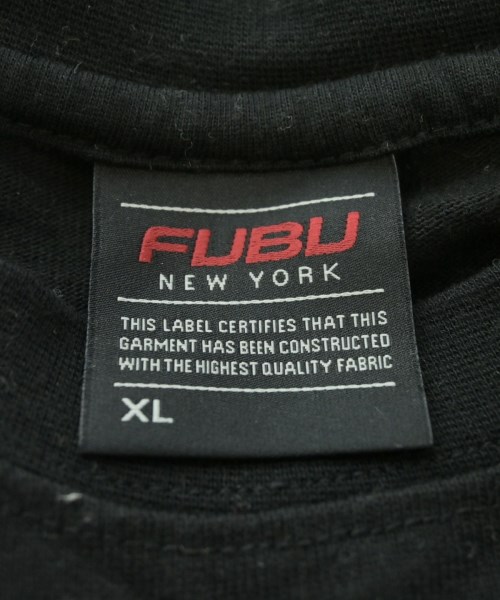 FUBU
NEW YORK
THIS LABEL CERTIFIES THAT THIS
GARMENT HAS BEEN CONSTRUCTED
WITH THE HIGHEST QUALITY FABRIC
XL